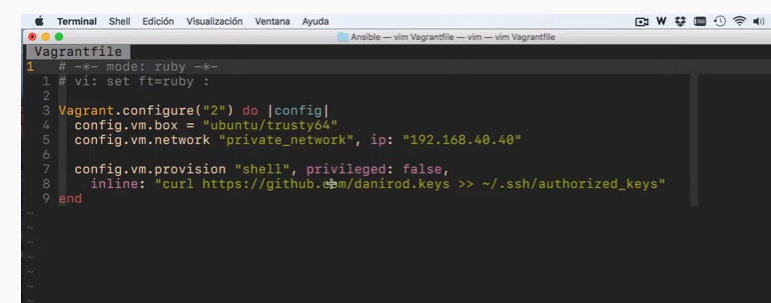 Terminal Shell Edición Visualización Ventana Ayuda
Ansible — vim Vagrantfile — vim — vim Vagrantfile
Vagrantfile
1 # -*- mode: ruby -*-
1 # vi: set ft=ruby :
2
3 Vagrant.configure("2") do |config|
4 config.vm.box = "ubuntu/trusty64"
5 config.vm.network "private_network", ip: "192.168.40.40"
6
7 config.vm.provision "shell", privileged: false,
8 inline: "curl https://github.com/danirod.keys >> ~/.ssh/authorized_keys"
9 end
~
~
~
~
~
~
~